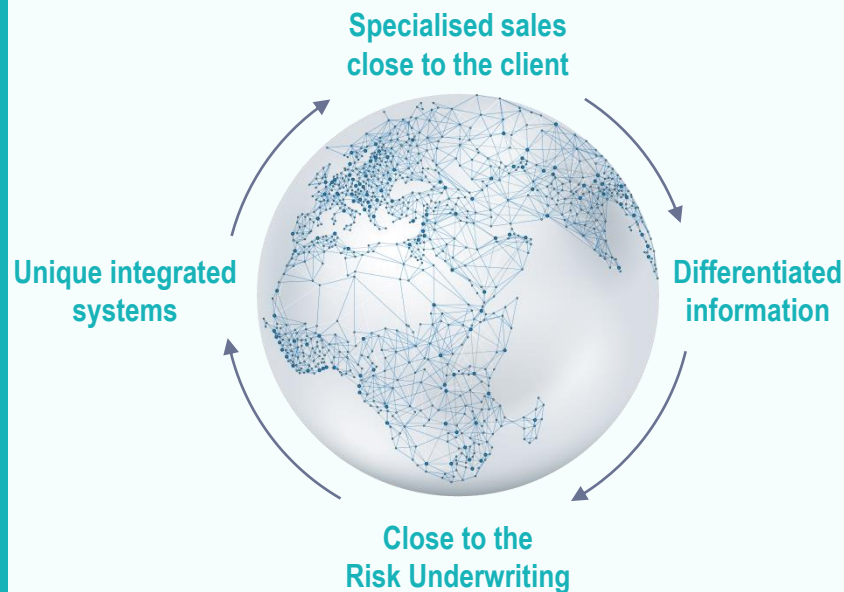 Specialised sales
close to the client
Unique integrated
systems
Differentiated
information
Close to the
Risk Underwriting